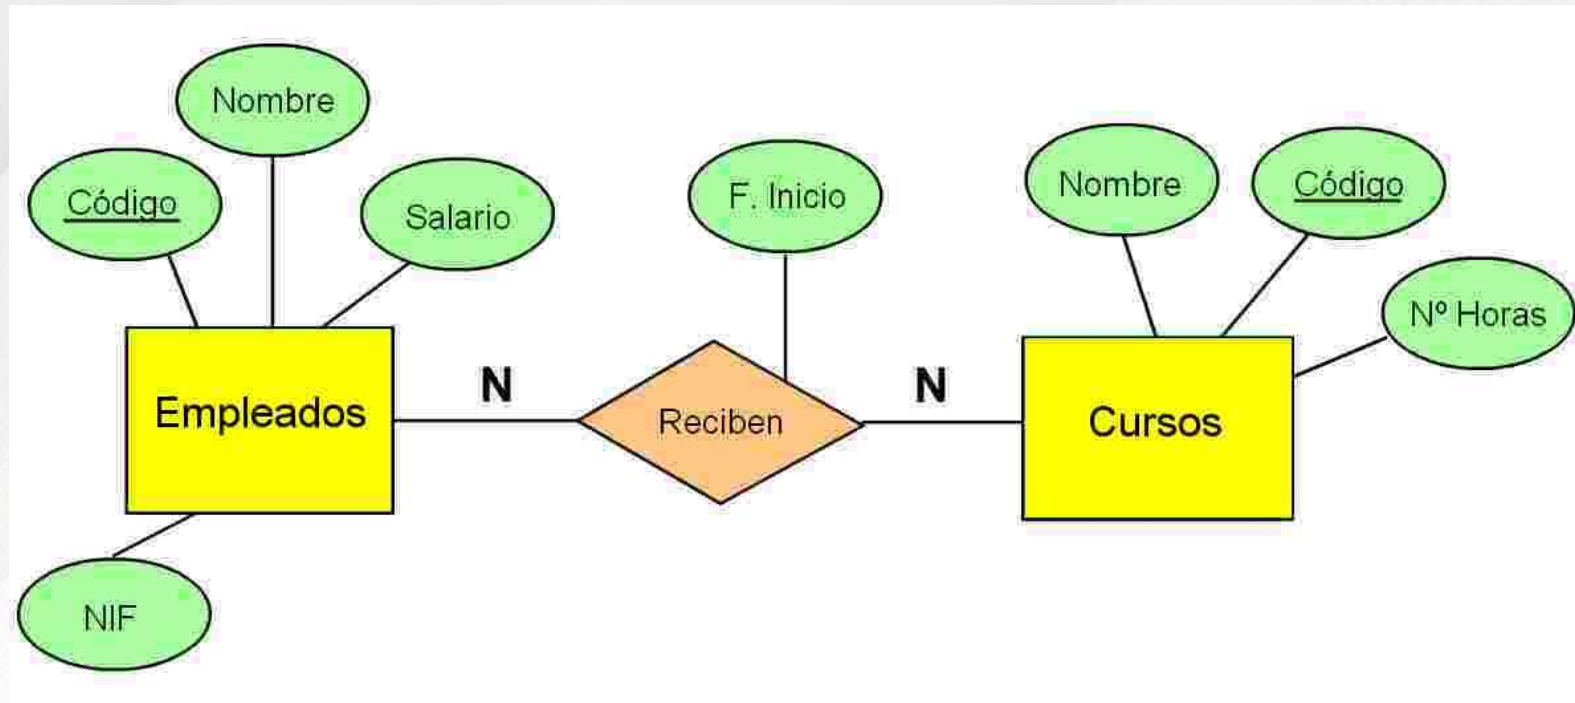 Nombre
Código
Salario
F. Inicio
Nombre
Código
Nº Horas
Empleados
N
Reciben
N
Cursos
NIF